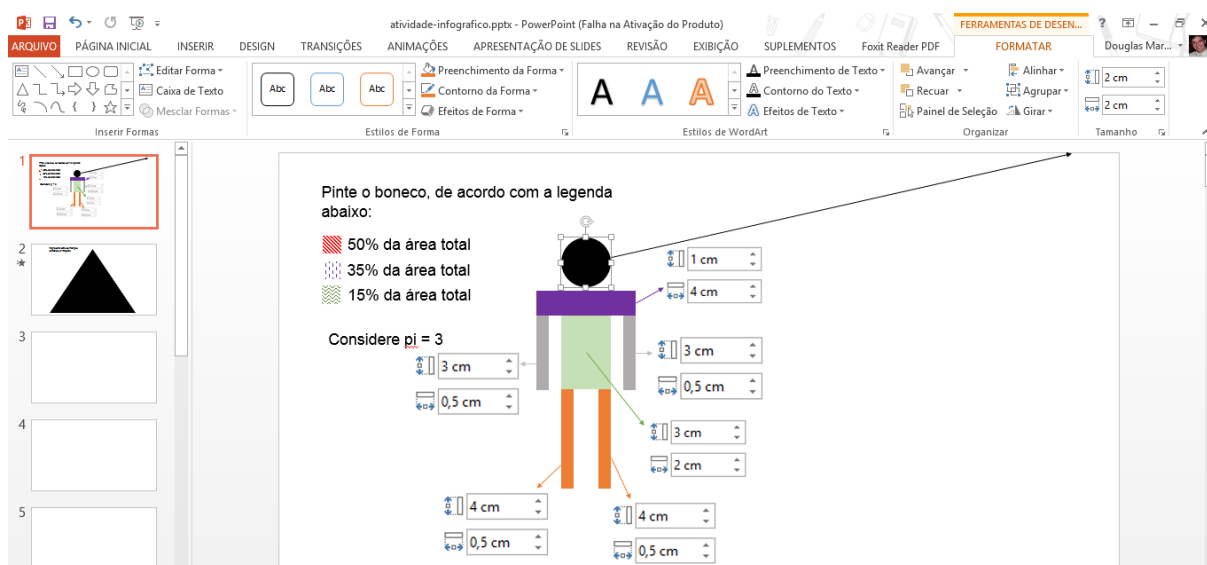 atividade-infografico.pptx - PowerPoint (Falha na Ativação do Produto)
FERRAMENTAS DE DESEN...
ARQUIVO PÁGINA INICIAL INSERIR DESIGN TRANSIÇÕES ANIMAÇÕES APRESENTAÇÃO DE SLIDES REVISÃO EXIBIÇÃO SUPLEMENTOS Foxit Reader PDF FORMATAR Douglas Mar...
Editar Forma
Caixa de Texto
Mesclar Formas
Inserir Formas
Abc Abc Abc
Preenchimento da Forma
Contorno da Forma
Efeitos de Forma
Estilos de Forma
A A A
Preenchimento de Texto
Contorno do Texto
Efeitos de Texto
Estilos de WordArt
Avançar
Recuar
Painel de Seleção
Alinhar
Agrupar
Girar
Organizar
2 cm
2 cm
Tamanho
1
2
3
4
5
Pinte o boneco, de acordo com a legenda
abaixo:
50% da área total
35% da área total
15% da área total
Considere pi = 3
1 cm
4 cm
3 cm
0,5 cm
3 cm
0,5 cm
3 cm
2 cm
4 cm
0,5 cm
4 cm
0,5 cm